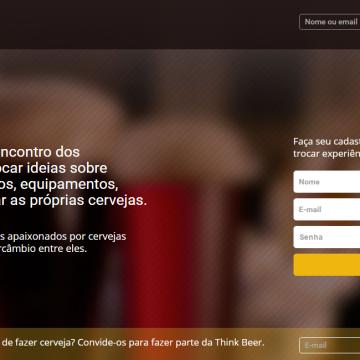 Nome ou email
ncontro dos
ocar ideias sobre
os, equipamentos,
ar as próprias cervejas.
s apaixonados por cervejas
rcâmbio entre eles.
Faça seu cadast
trocar experiên
Nome
E-mail
Senha
de fazer cerveja? Convide-os para fazer parte da Think Beer.
E-mail